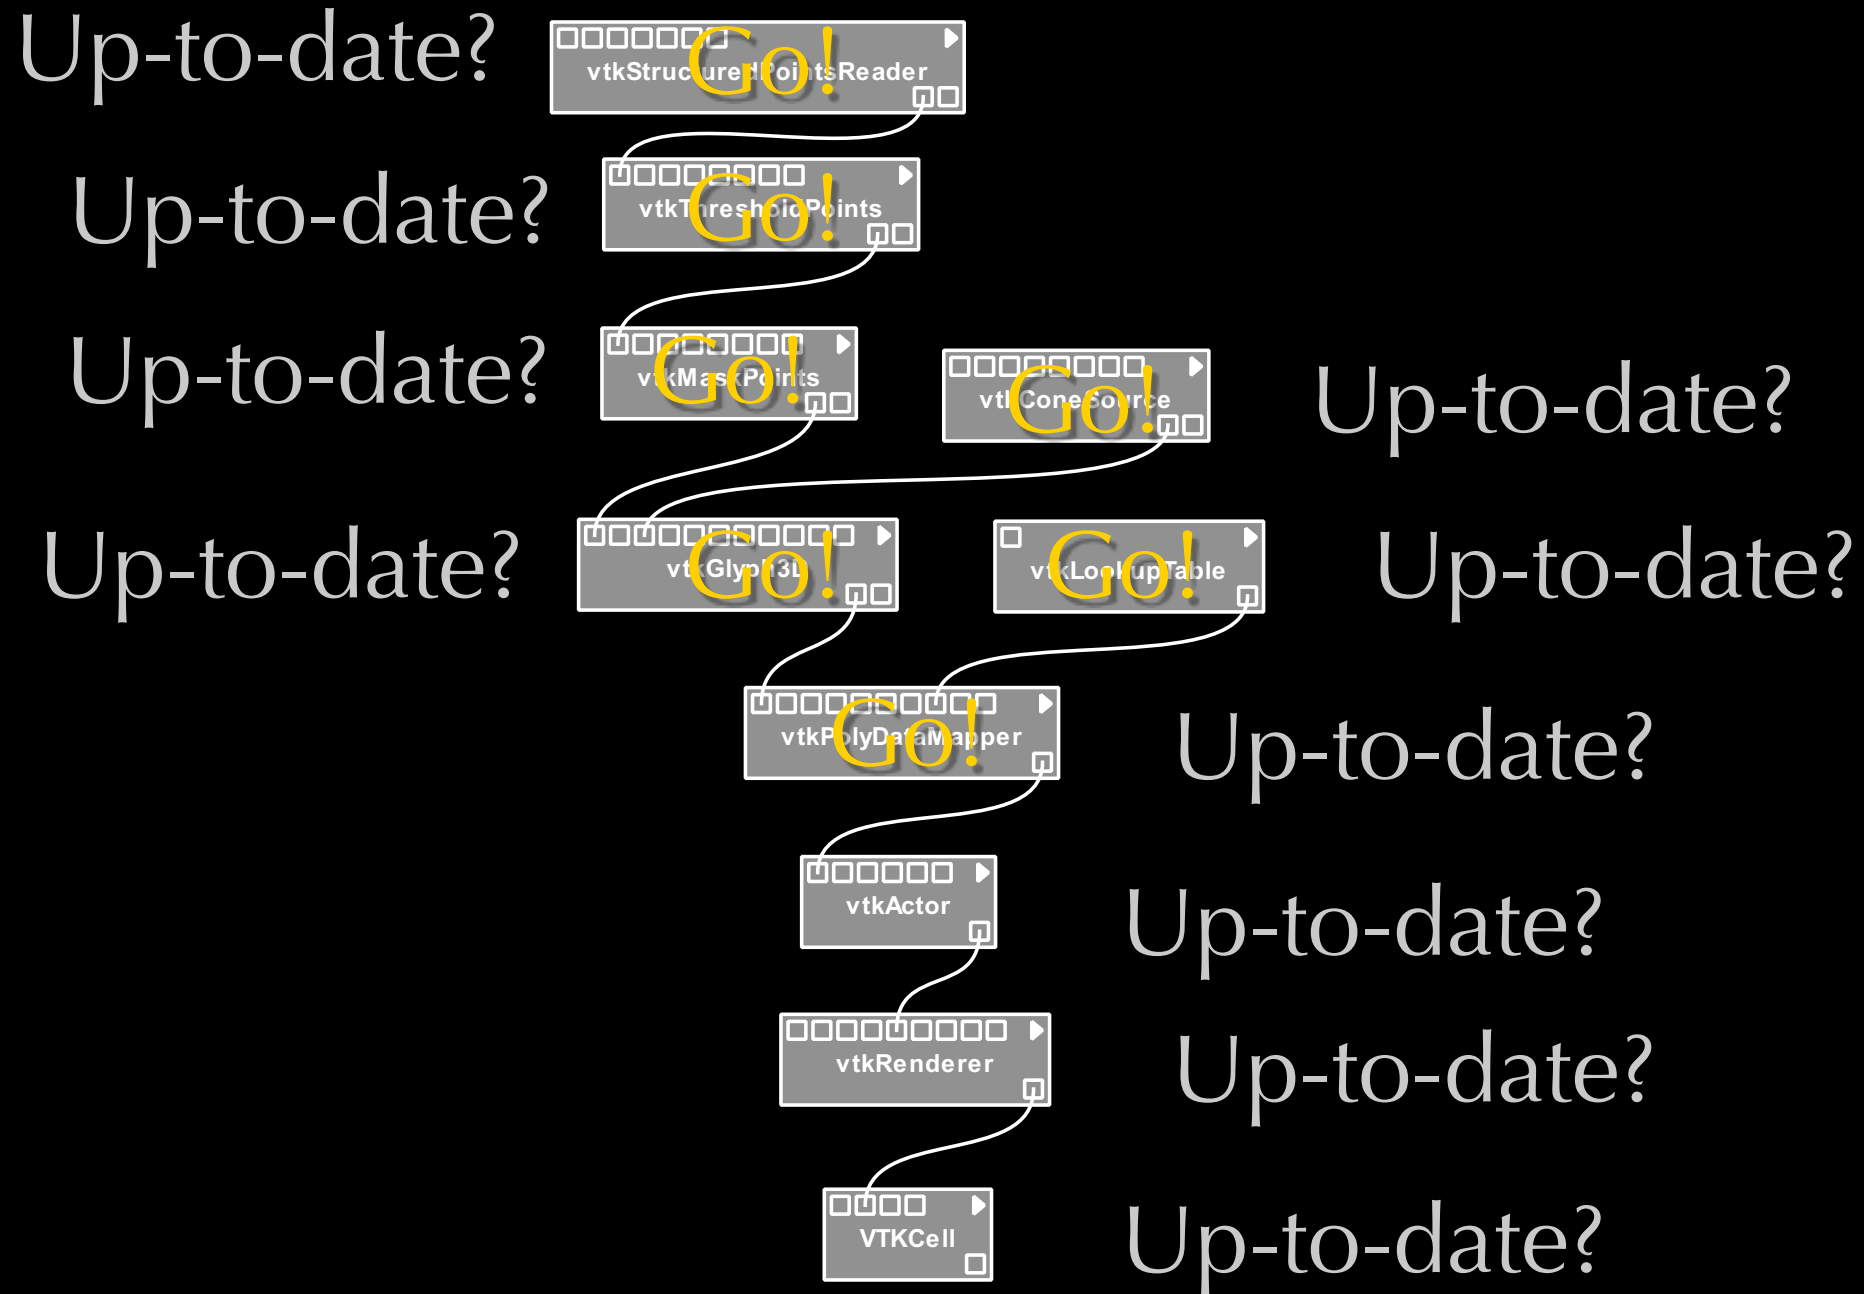 Up-to-date?
vtkStructuredPointsReader
Go!
Up-to-date?
vtkThresholdPoints
Go!
Up-to-date?
vtkMaskPoints
Go!
vtkConeSource
Go!
Up-to-date?
Up-to-date?
vtkGlyph3D
Go!
vtkLookupTable
Go!
Up-to-date?
vtkPolyDataMapper
Go!
Up-to-date?
vtkActor
Up-to-date?
vtkRenderer
Up-to-date?
VTKCell
Up-to-date?